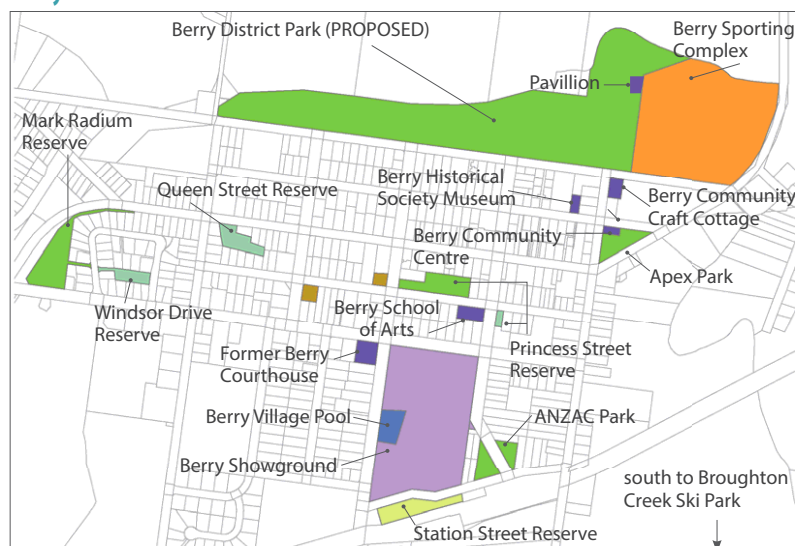 Berry District Park (PROPOSED)
Berry Sporting
Complex
Pavillion
Mark Radium
Reserve
Queen Street Reserve
Berry Historical
Society Museum
Berry Community
Craft Cottage
Berry Community
Centre
Apex Park
Windsor Drive
Reserve
Berry School
of Arts
Princess Street
Reserve
Former Berry
Courthouse
Berry Village Pool
ANZAC Park
Berry Showground
south to Broughton
Creek Ski Park
Station Street Reserve